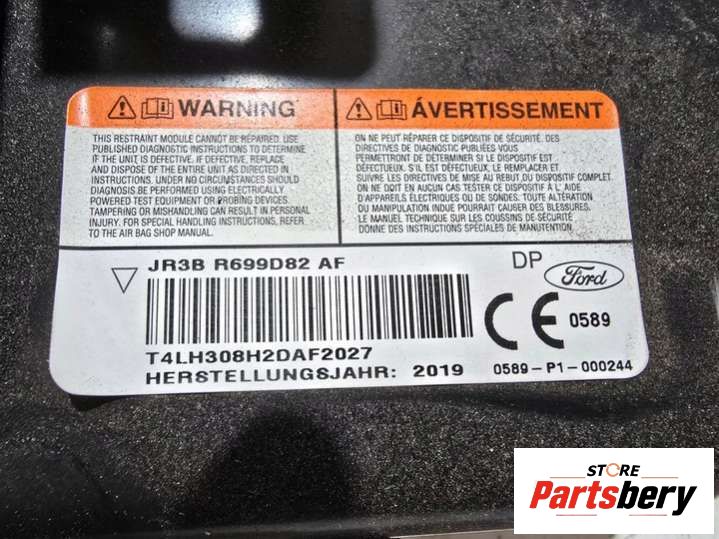 WARNING
THIS RESTRAINT MODULE CANNOT BE REPAIRED. USE
PUBLISHED DIAGNOSTIC INSTRUCTIONS TO DETERMINE
IF THE UNIT IS DEFECTIVE. IF DEFECTIVE, REPLACE
AND DISPOSE OF THE ENTIRE UNIT AS DIRECTED IN
INSTRUCTIONS. UNDER NO CIRCUMSTANCES SHOULD
DIAGNOSIS BE PERFORMED USING ELECTRICALLY
POWERED TEST EQUIPMENT OR PROBING DEVICES.
TAMPERING OR MISHANDLING CAN RESULT IN PERSONAL
INJURY. FOR SPECIAL HANDLING INSTRUCTIONS, REFER
TO THE AIR BAG SHOP MANUAL.
ÁVERTISSEMENT
ON NE PEUT RÉPARER CE DISPOSITIF DE SÉCURITÉ. DES
DIRECTIVES DE DIAGNOSTIC PUBLIÉES VOUS
PERMETTRONT DE DÉTERMINER SI LE DISPOSITIF EST
DÉFECTUEUX. S'IL EST DÉFECTUEUX, LE REMPLACER ET
SUIVRE LES DIRECTIVES DE MISE AU REBUT DU DISPOSITIF COMPLET.
ON NE DOIT EN AUCUN CAS TESTER CE DISPOSITIF À L' AIDE
D'APPAREILS ÉLECTRIQUES OU DE SONDES. TOUTE ALTÉRATION
OU MANIPULATION INDUE POURRAIT CAUSER DES BLESSURES.
LE MANUEL TECHNIQUE SUR LES COUSSINS DE SÉCURITÉ
DONNE DES INSTRUCTIONS SPÉCIALES DE MANUTENTION.
JR3B R699D82 AF
DP
Ford
CE 0589
T4LH308H2DAF2027
HERSTELLUNGSJAHR: 2019
0589-P1-000244
STORE
Partsbery